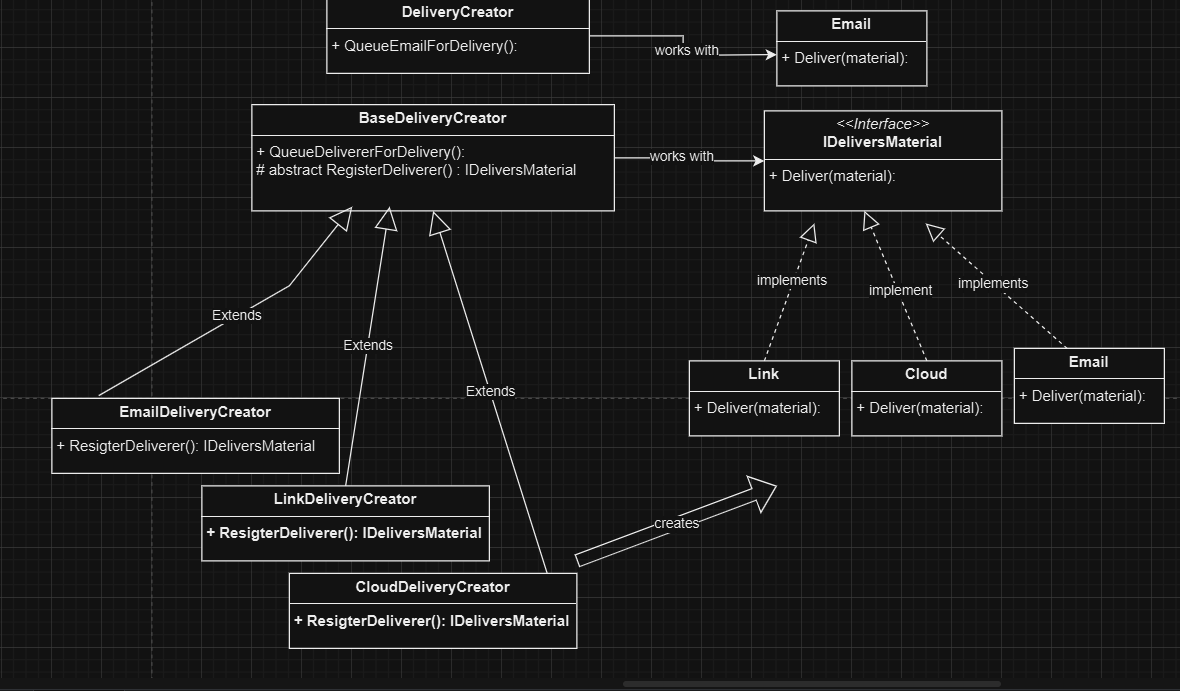 DeliveryCreator
+ QueueEmailForDelivery():
works with
Email
+ Deliver(material):
BaseDeliveryCreator
+ QueueDelivererForDelivery():
# abstract RegisterDeliverer() : IDeliversMaterial
works with
<<Interface>>
IDeliversMaterial
+ Deliver(material):
Extends
Extends
Extends
implements
implement
implements
Link
+ Deliver(material):
Cloud
+ Deliver(material):
Email
+ Deliver(material):
EmailDeliveryCreator
+ ResigterDeliverer(): IDeliversMaterial
LinkDeliveryCreator
+ ResigterDeliverer(): IDeliversMaterial
creates
CloudDeliveryCreator
+ ResigterDeliverer(): IDeliversMaterial